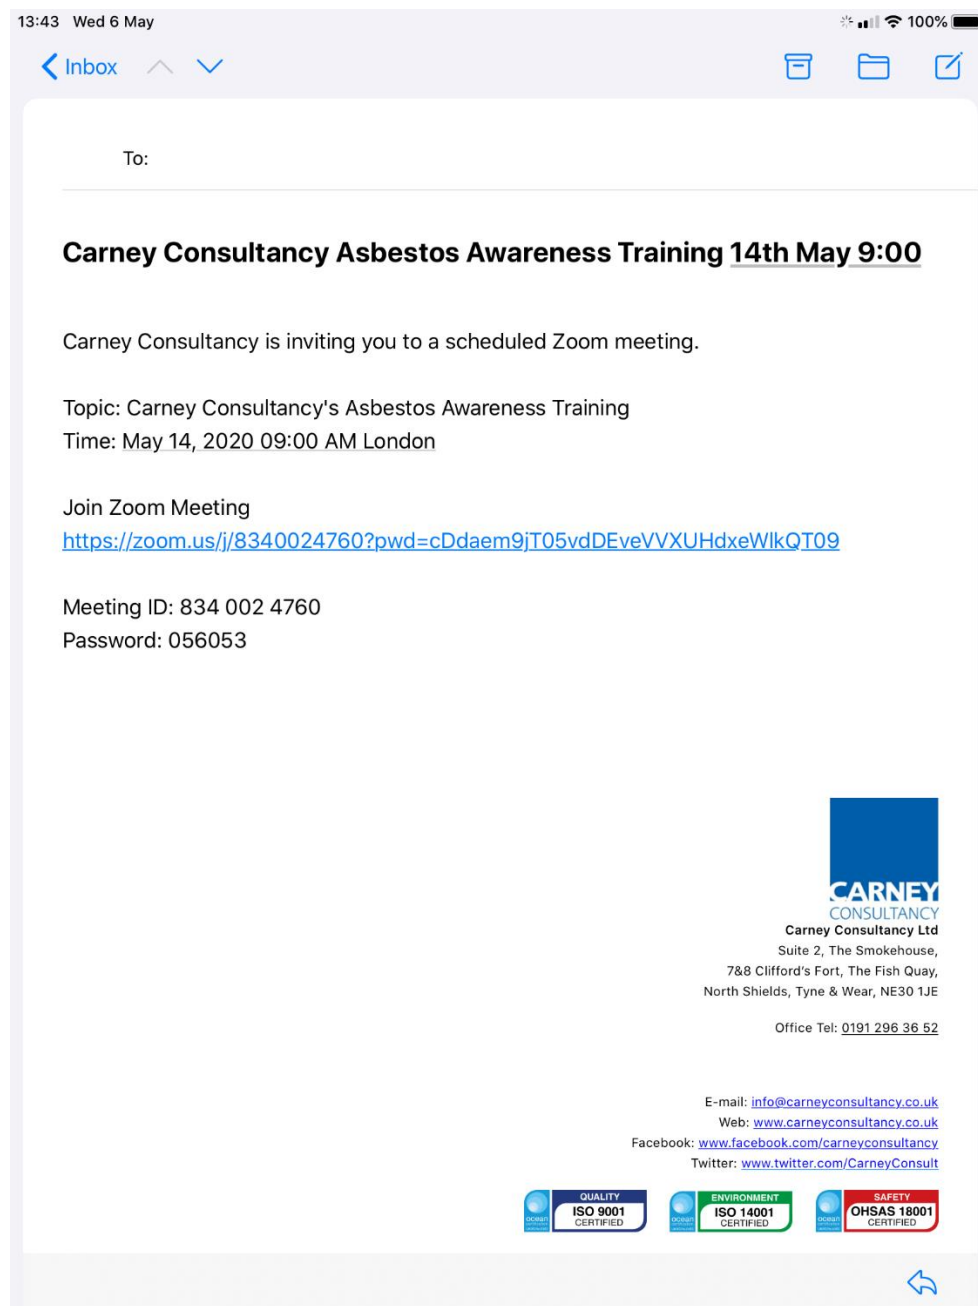 13:43 Wed 6 May
100%
Inbox
To:
Carney Consultancy Asbestos Awareness Training 14th May 9:00
Carney Consultancy is inviting you to a scheduled Zoom meeting.
Topic: Carney Consultancy's Asbestos Awareness Training
Time: May 14, 2020 09:00 AM London
Join Zoom Meeting
https://zoom.us/j/8340024760?pwd=cDdaem9jT05vdDEveVVXUHdxeWlkQT09
Meeting ID: 834 002 4760
Password: 056053
CARNEY
CONSULTANCY
Carney Consultancy Ltd
Suite 2, The Smokehouse,
7&8 Clifford's Fort, The Fish Quay,
North Shields, Tyne & Wear, NE30 1JE
Office Tel: 0191 296 36 52
E-mail: info@carneyconsultancy.co.uk
Web: www.carneyconsultancy.co.uk
Facebook: www.facebook.com/carneyconsultancy
Twitter: www.twitter.com/CarneyConsult
ocean
QUALITY
ISO 9001
CERTIFIED
ocean
ENVIRONMENT
ISO 14001
CERTIFIED
ocean
SAFETY
OHSAS 18001
CERTIFIED